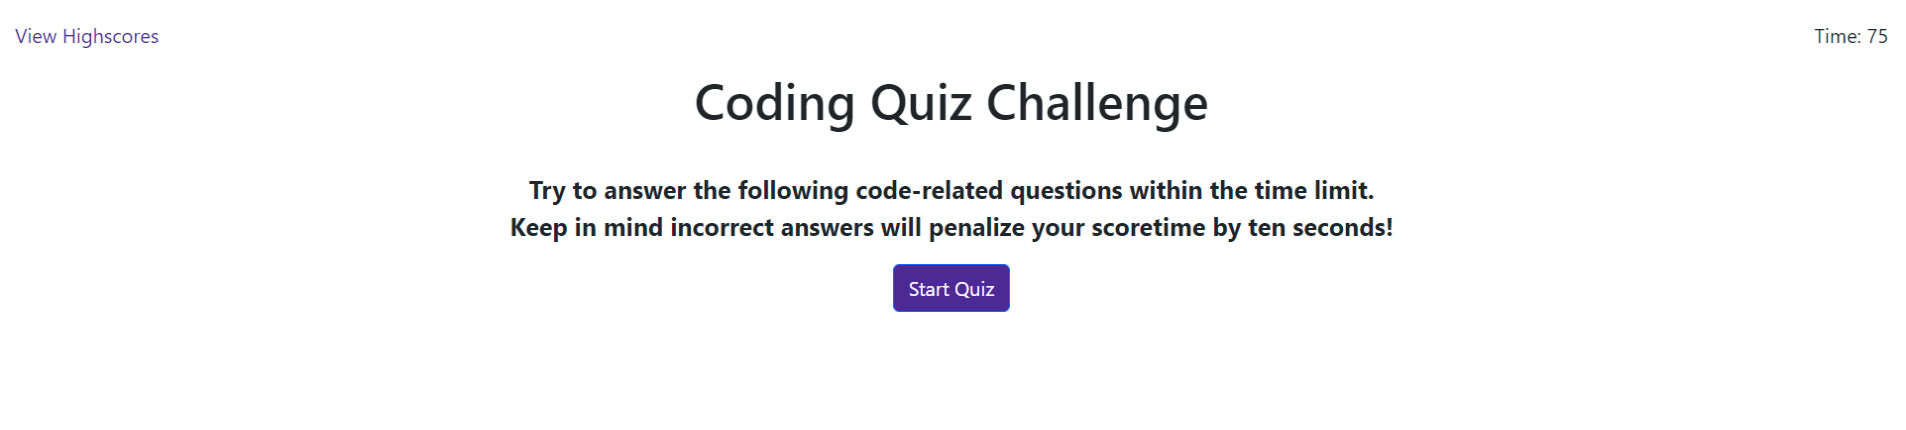 View Highscores
Time: 75
Coding Quiz Challenge
Try to answer the following code-related questions within the time limit.
Keep in mind incorrect answers will penalize your scoretime by ten seconds!
Start Quiz